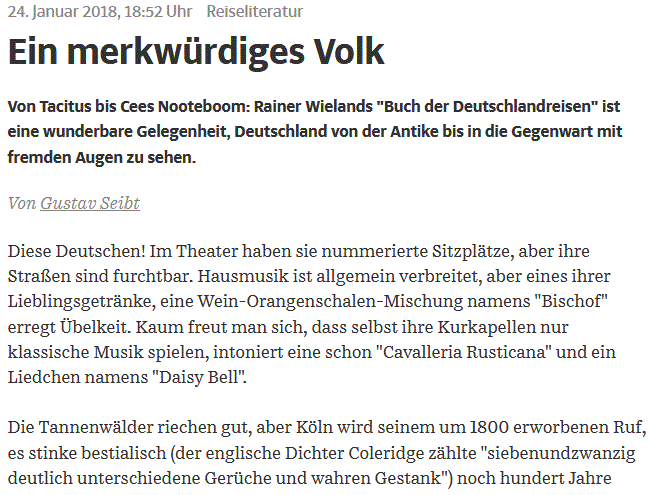 24. Januar 2018, 18:52 Uhr Reiseliteratur
Ein merkwürdiges Volk
Von Tacitus bis Cees Nooteboom: Rainer Wielands "Buch der Deutschlandreisen" ist
eine wunderbare Gelegenheit, Deutschland von der Antike bis in die Gegenwart mit
fremden Augen zu sehen.
Von Gustav Seibt
Diese Deutschen! Im Theater haben sie nummerierte Sitzplätze, aber ihre
Straßen sind furchtbar. Hausmusik ist allgemein verbreitet, aber eines ihrer
Lieblingsgetränke, eine Wein-Orangenschalen-Mischung namens "Bischof"
erregt Übelkeit. Kaum freut man sich, dass selbst ihre Kurkapellen nur
klassische Musik spielen, intoniert eine schon "Cavalleria Rusticana" und ein
Liedchen namens "Daisy Bell".
Die Tannenwälder riechen gut, aber Köln wird seinem um 1800 erworbenen Ruf,
es stinke bestialisch (der englische Dichter Coleridge zählte "siebenundzwanzig
deutlich unterschiedene Gerüche und wahren Gestank") noch hundert Jahre